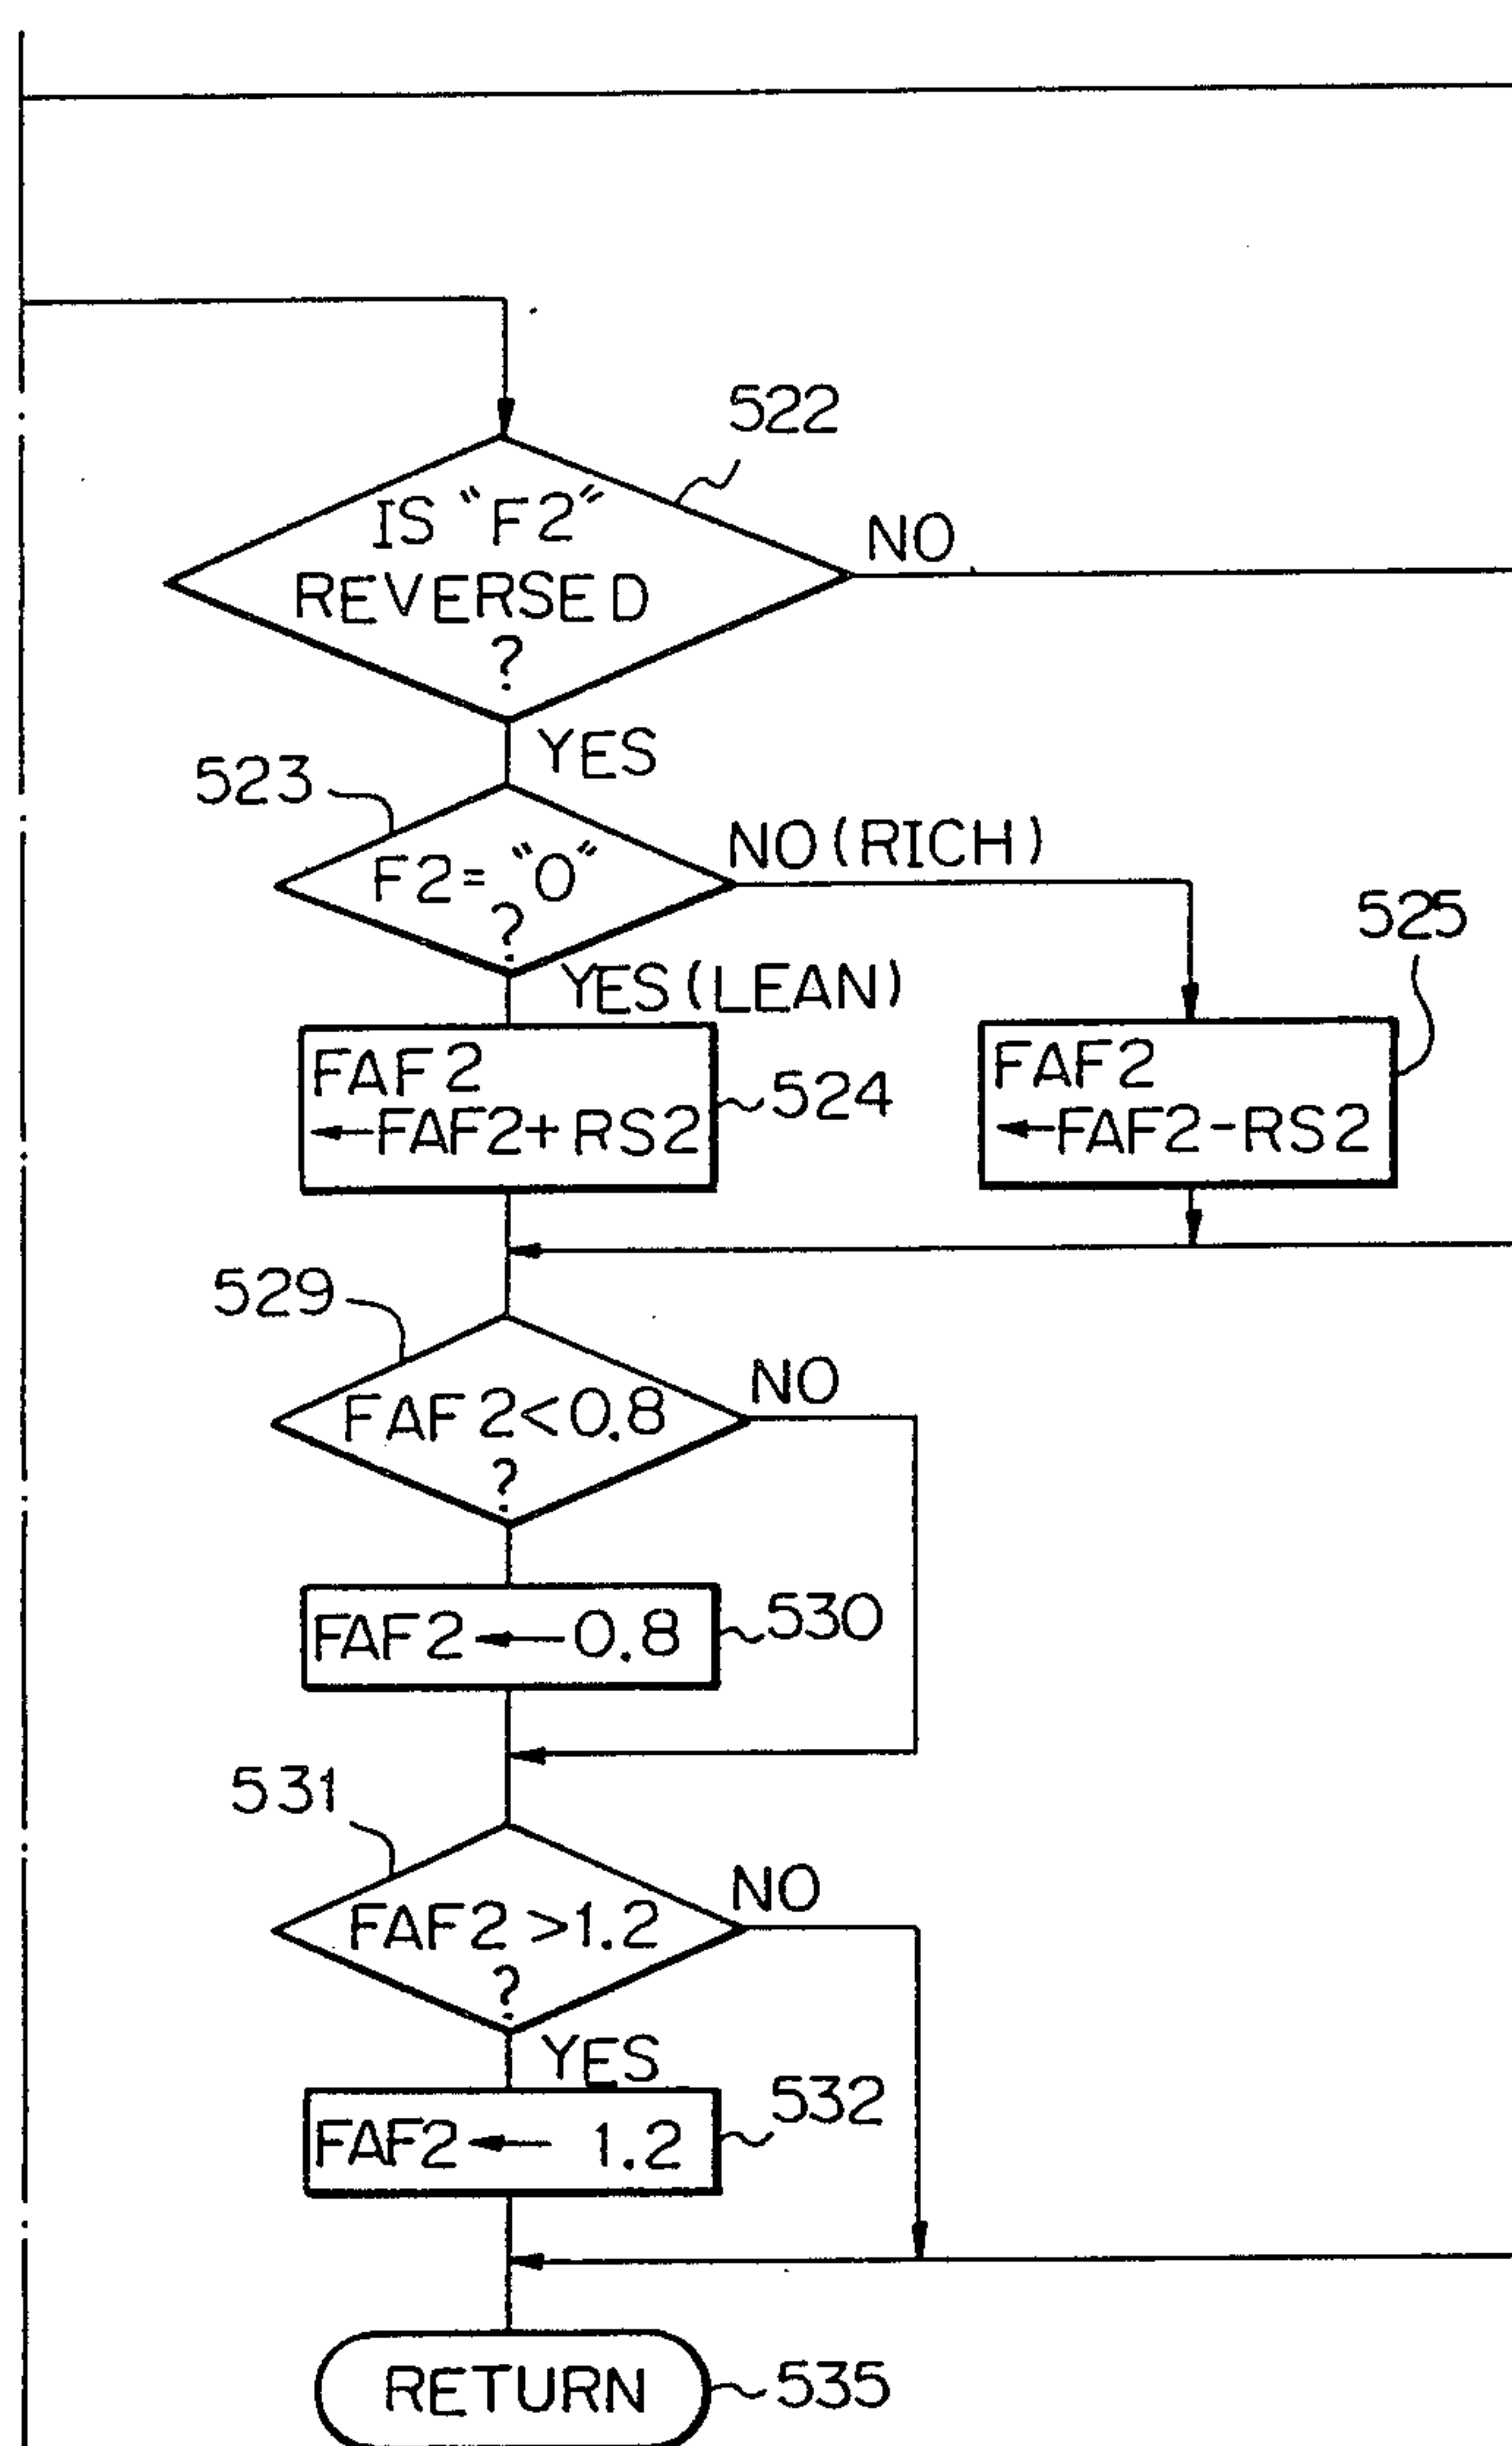 522
IS "F2"
REVERSED
?
NO
YES
523
F2= "0"
?
NO (RICH)
YES (LEAN)
525
FAF2
←FAF2+RS2
524
FAF2
←FAF2-RS2
529
FAF2<0.8
?
NO
FAF2←0.8
530
531
FAF2>1.2
?
NO
YES
FAF2← 1.2
532
RETURN
535